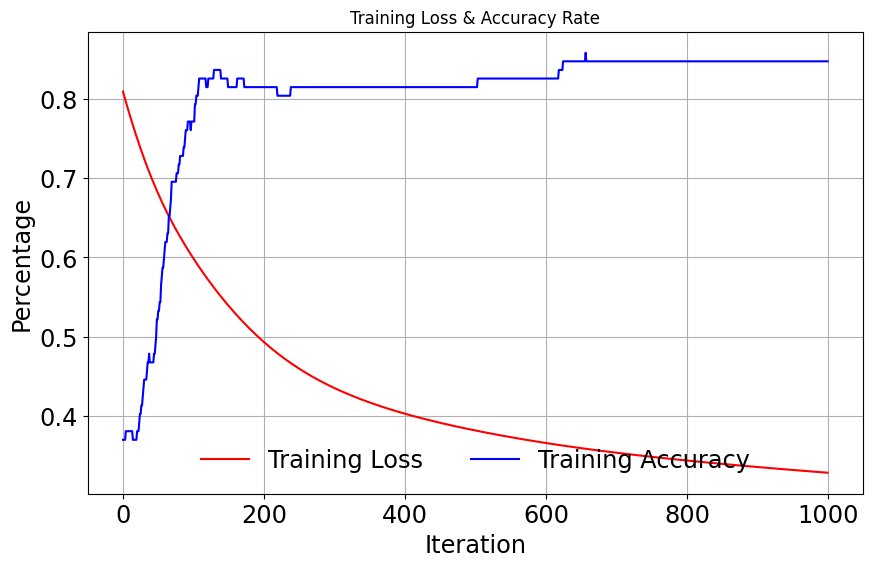 Training Loss & Accuracy Rate
0.8
0.7
0.6
0.5
0.4
Percentage
Training Loss
Training Accuracy
0 200 400 600 800 1000
Iteration